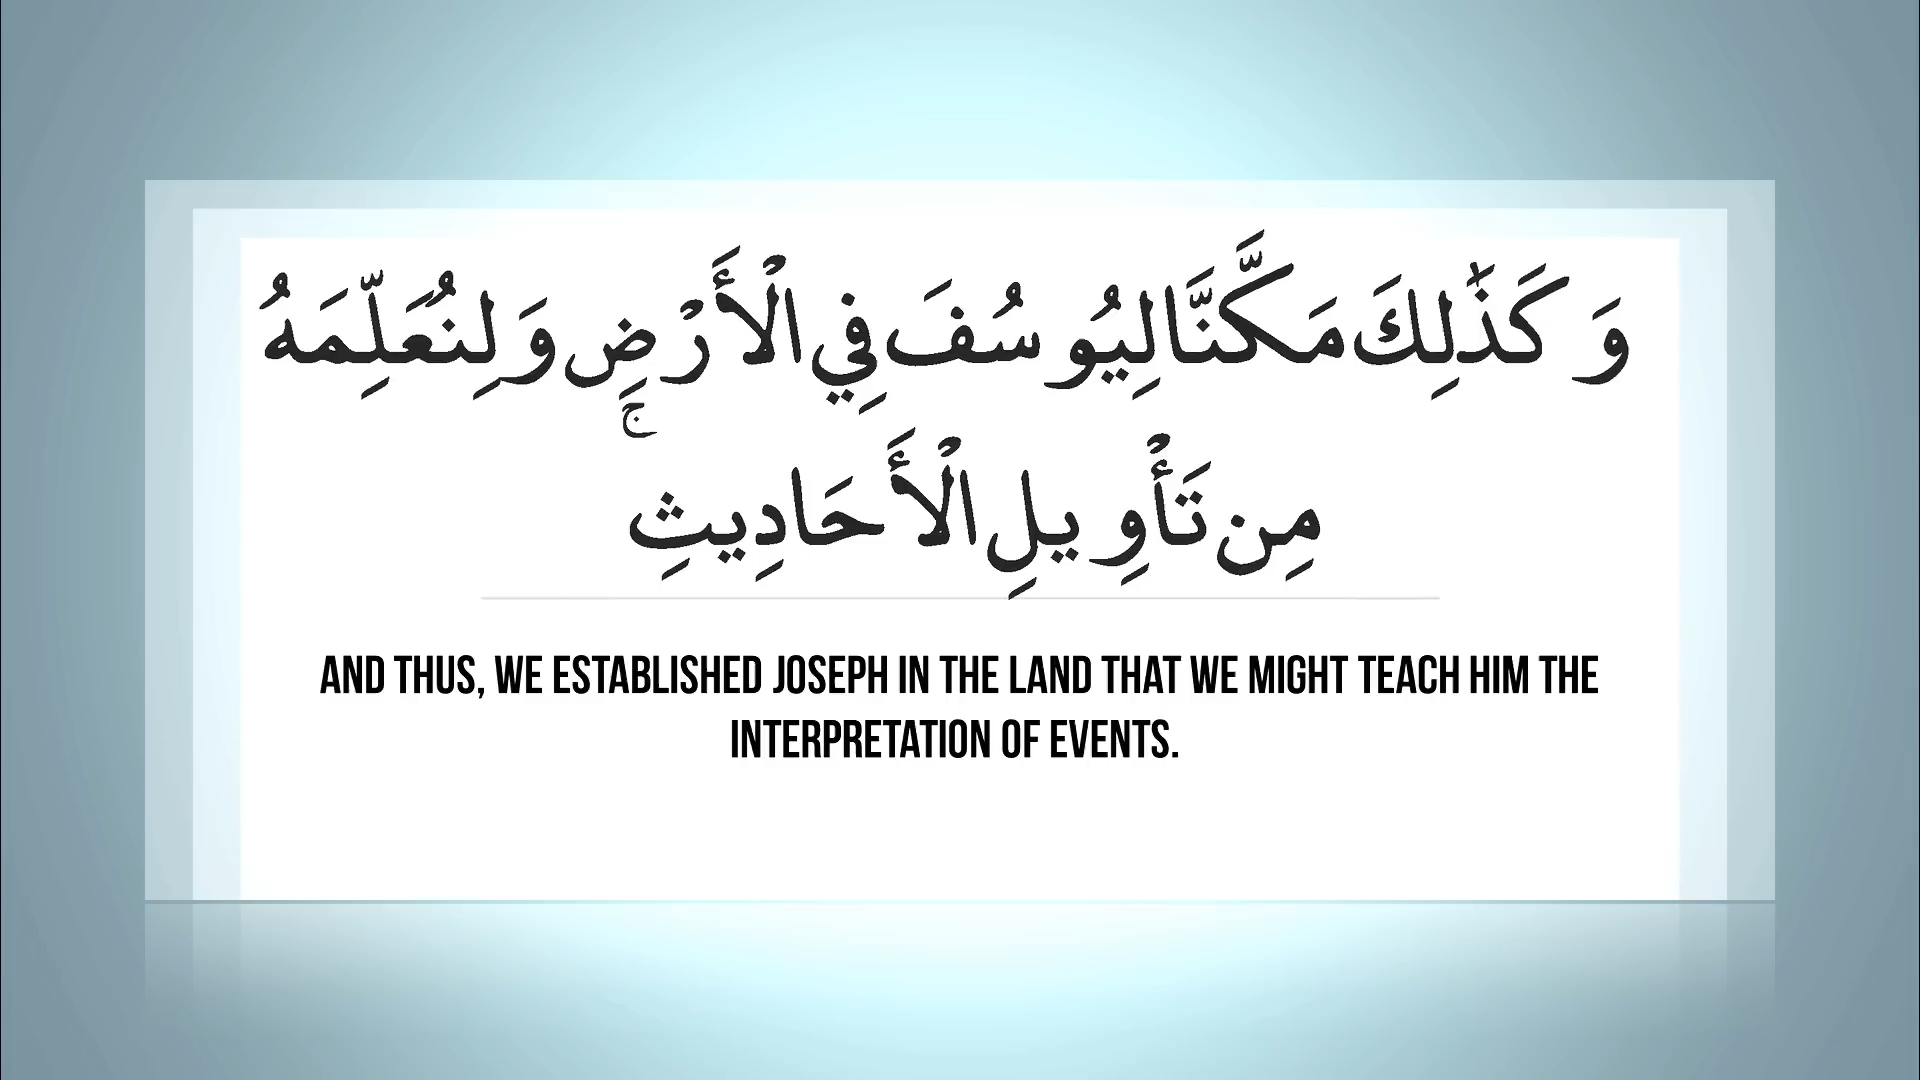 وَكَذَٰلِكَ مَكَّنَّا لِيُوسُفَ فِي الْأَرْضِ ۚ وَلِنُعَلِّمَهُ
مِن تَأْوِيلِ الْأَحَادِيثِ
AND THUS, WE ESTABLISHED JOSEPH IN THE LAND THAT WE MIGHT TEACH HIM THE
INTERPRETATION OF EVENTS.